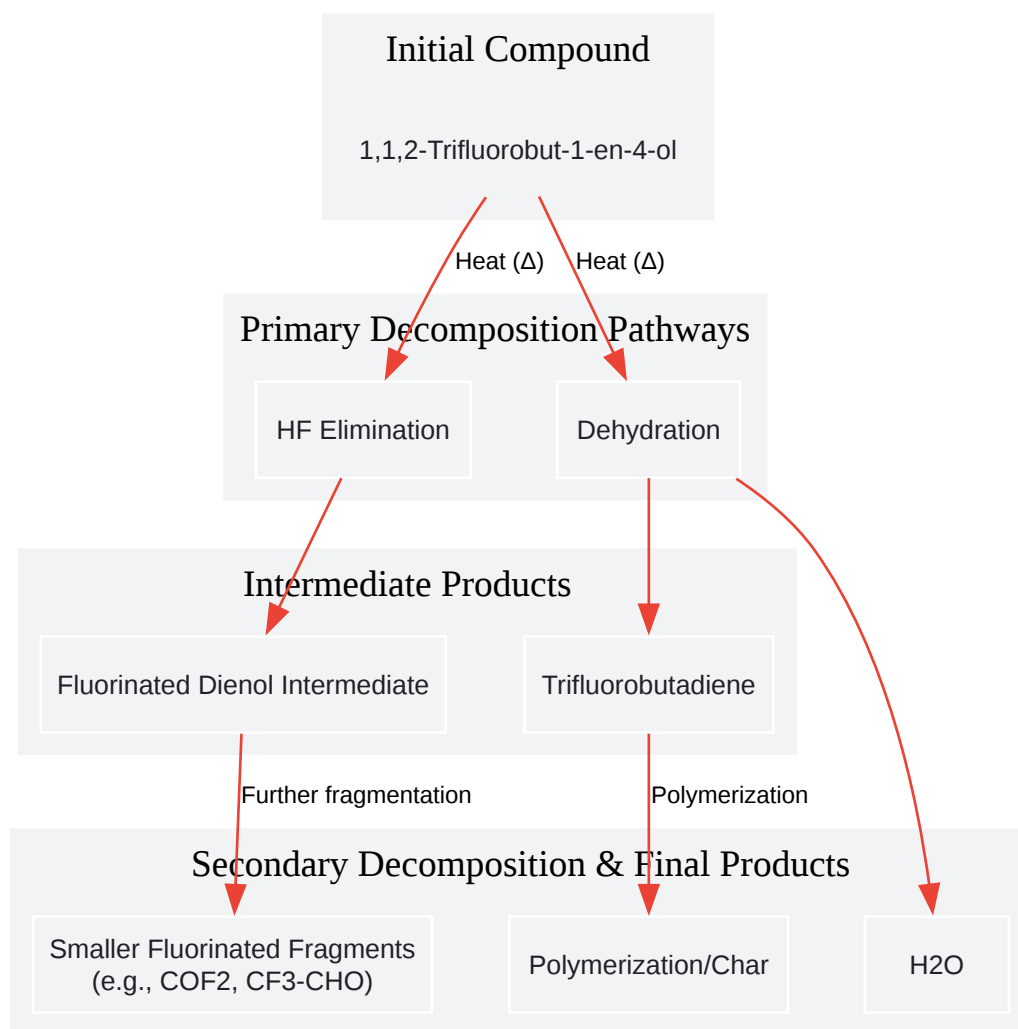 Initial Compound
1,1,2-Trifluorobut-1-en-4-ol
Heat (Δ)
Heat (Δ)
Primary Decomposition Pathways
HF Elimination
Dehydration
Intermediate Products
Fluorinated Dienol Intermediate
Trifluorobutadiene
Further fragmentation
Polymerization
Secondary Decomposition & Final Products
Smaller Fluorinated Fragments
(e.g., COF2, CF3-CHO)
Polymerization/Char
H2O